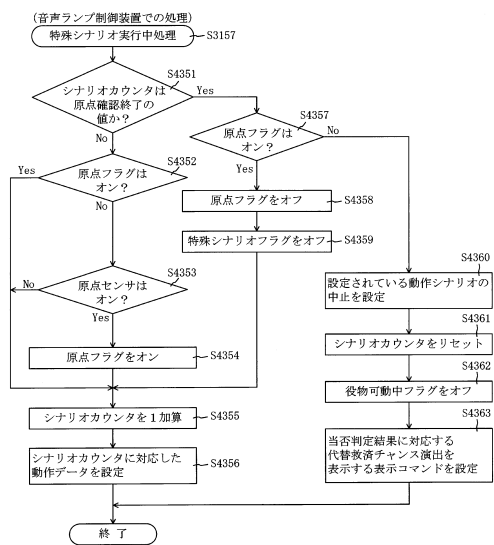 (音声ランプ制御装置での処理)
特殊シナリオ実行中処理
S3157
シナリオカウンタは
原点確認終了の
値か？
S4351
Yes
No
原点フラグは
オン？
S4357
No
Yes
原点フラグは
オン？
S4352
Yes
No
原点フラグをオフ
S4358
特殊シナリオフラグをオフ
S4359
原点センサは
オン？
S4353
No
Yes
設定されている動作シナリオの
中止を設定
S4360
シナリオカウンタをリセット
S4361
原点フラグをオン
S4354
役物可動中フラグをオフ
S4362
シナリオカウンタを１加算
S4355
当否判定結果に対応する
代替救済チャンス演出を
表示する表示コマンドを設定
S4363
シナリオカウンタに対応した
動作データを設定
S4356
終 了